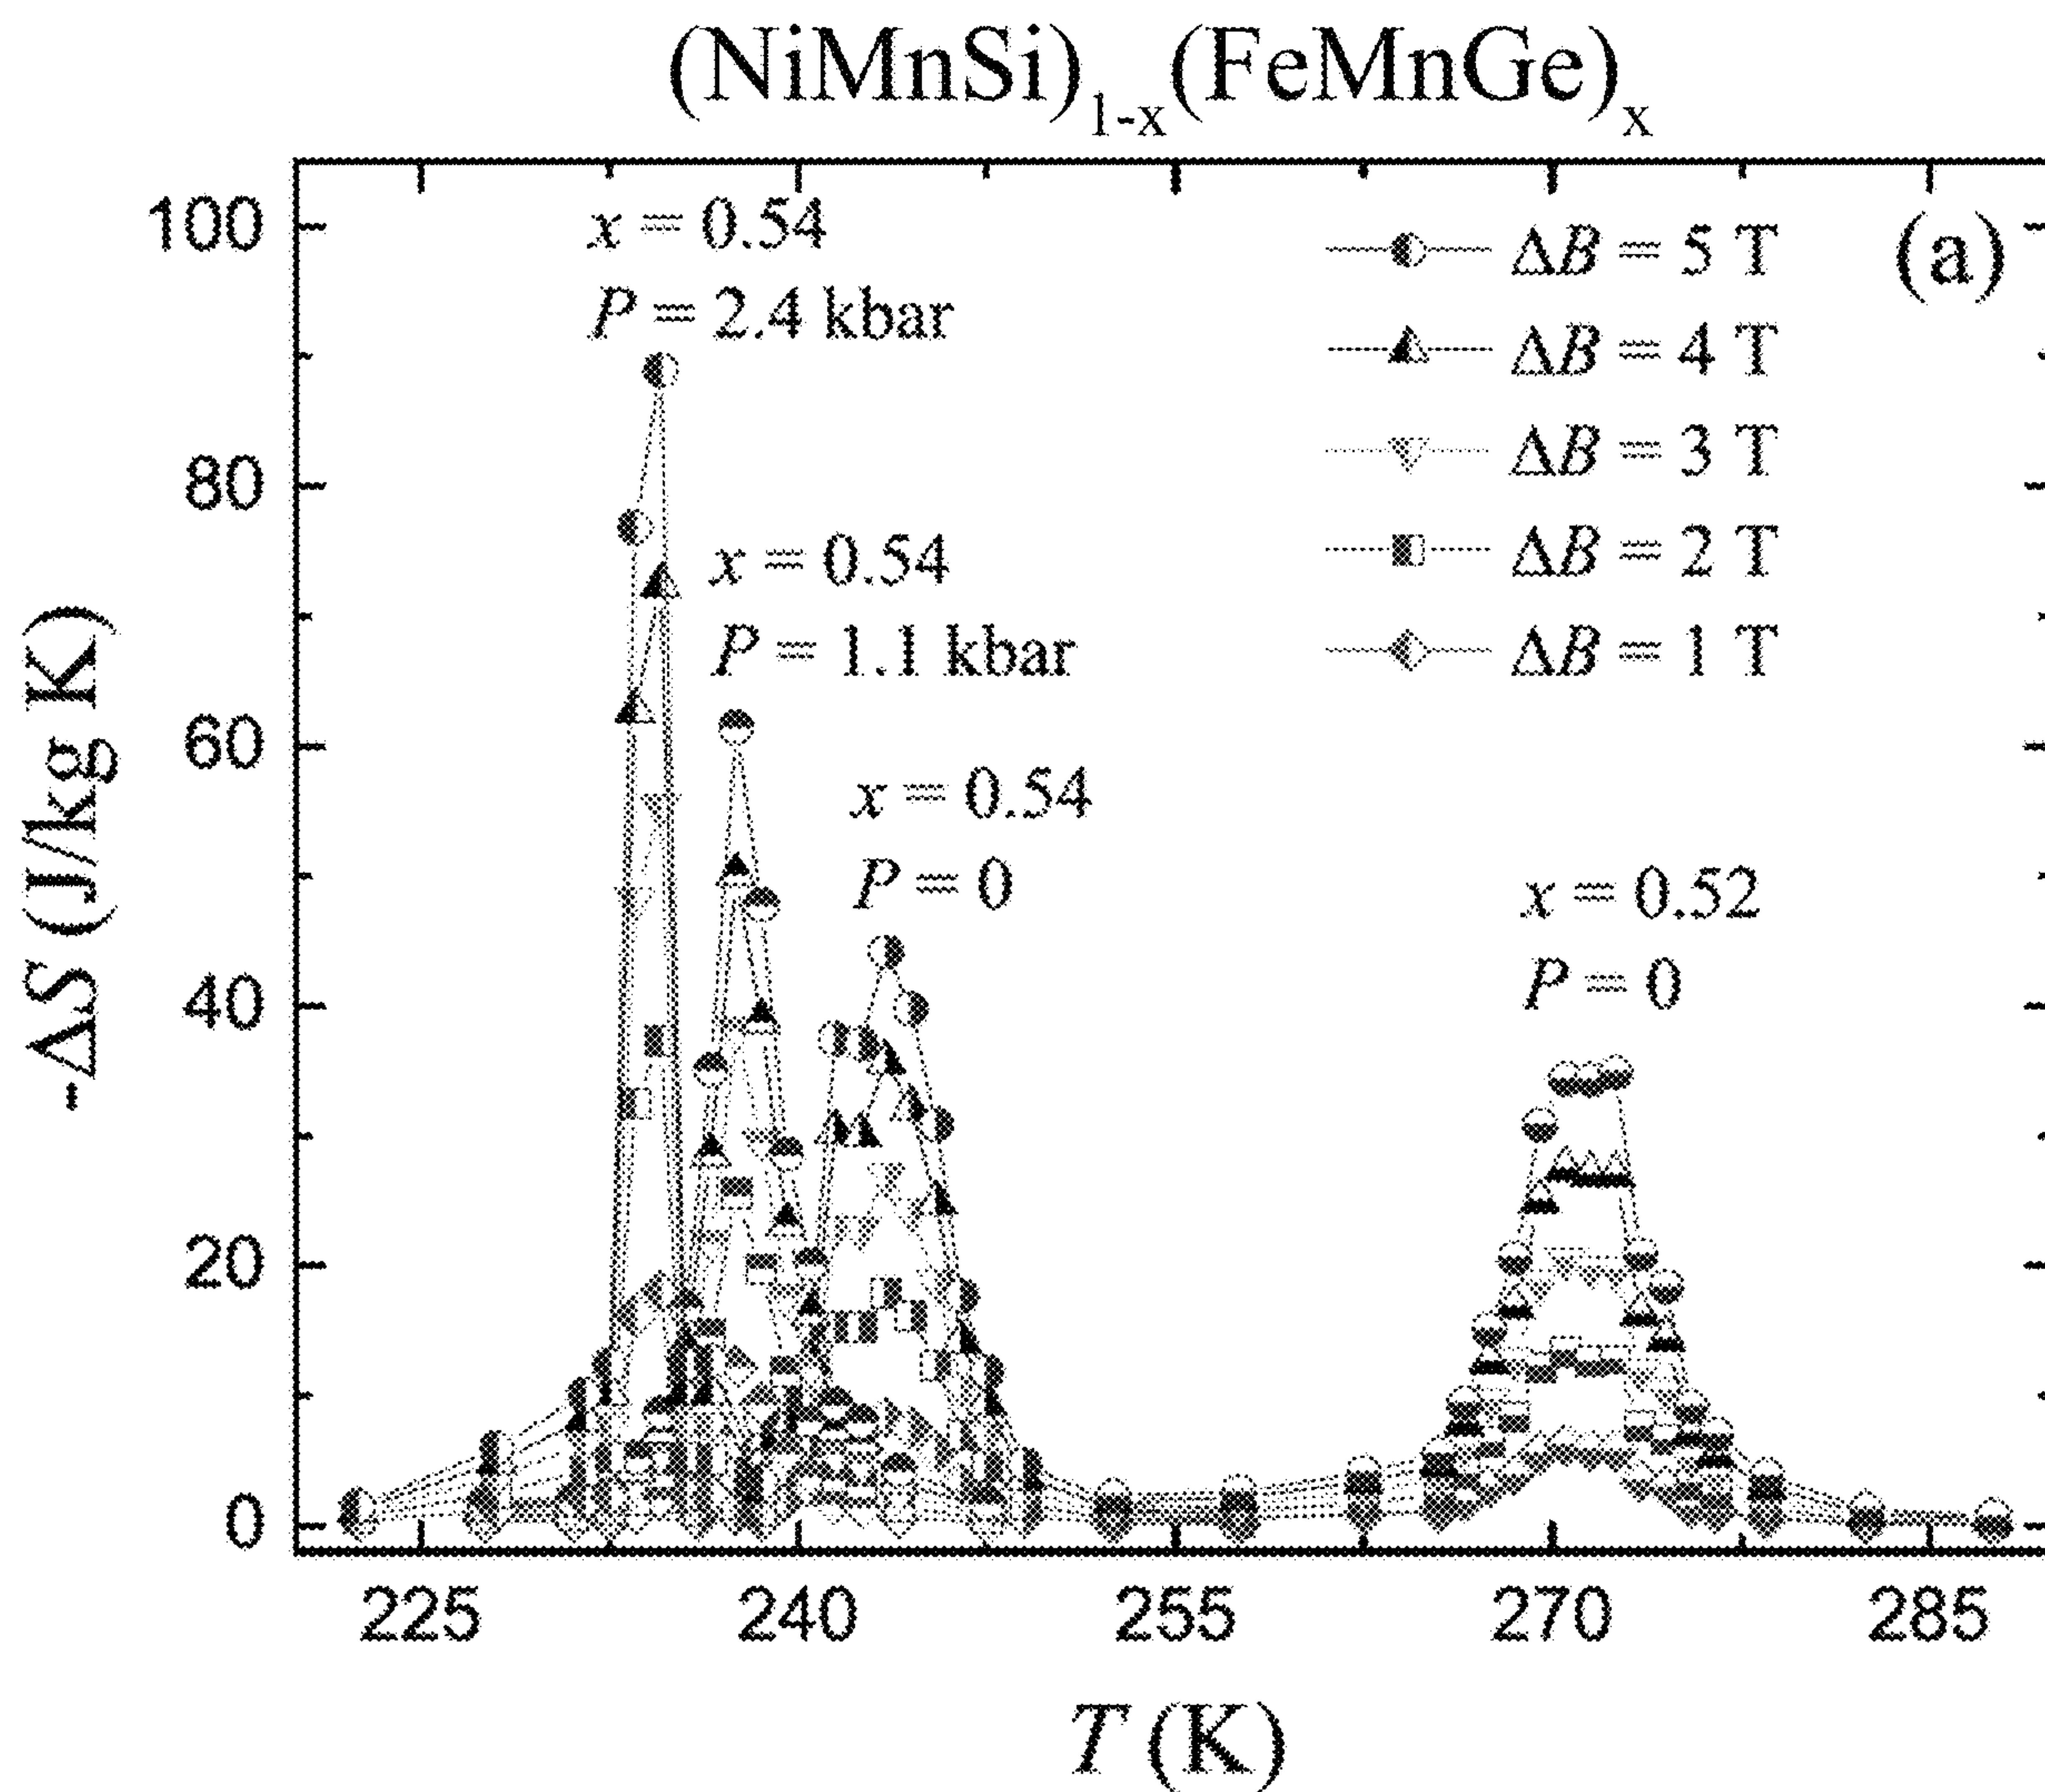 (NiMnSi)1-x(FeMnGe)x
(a)
x = 0.54
P = 2.4 kbar
x = 0.54
P = 1.1 kbar
x = 0.54
P = 0
x = 0.52
P = 0
ΔB = 5 T
ΔB = 4 T
ΔB = 3 T
ΔB = 2 T
ΔB = 1 T
-ΔS (J/kg K)
100
80
60
40
20
0
225 240 255 270 285
T (K)